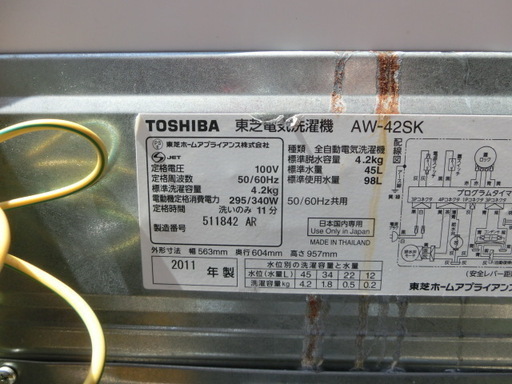 TOSHIBA 東芝電気洗濯機 AW-42SK
東芝ホームアプライアンス株式会社
JET
定格電圧 100V
定格周波数 50/60Hz
標準洗濯容量 4.2kg
電動機定格消費電力 295/340W
定格時間 洗いのみ 11分
製造番号 511842 AR
種類 全自動電気洗濯機
標準脱水容量 4.2kg
標準水量 45L
標準使用水量 98L
50/60Hz共用
日本国内専用
Use Only in Japan
MADE IN THAILAND
外形寸法 幅563mm 奥行604mm 高さ957mm
2011 年製
水位別の洗濯容量と水量
水位(水量L) 45 34 22 12
洗濯容量kg 4.2 1.8 0.5 0.2
配線図
プログラムタイマ
(安全レバー
東芝ホームアプライアンス